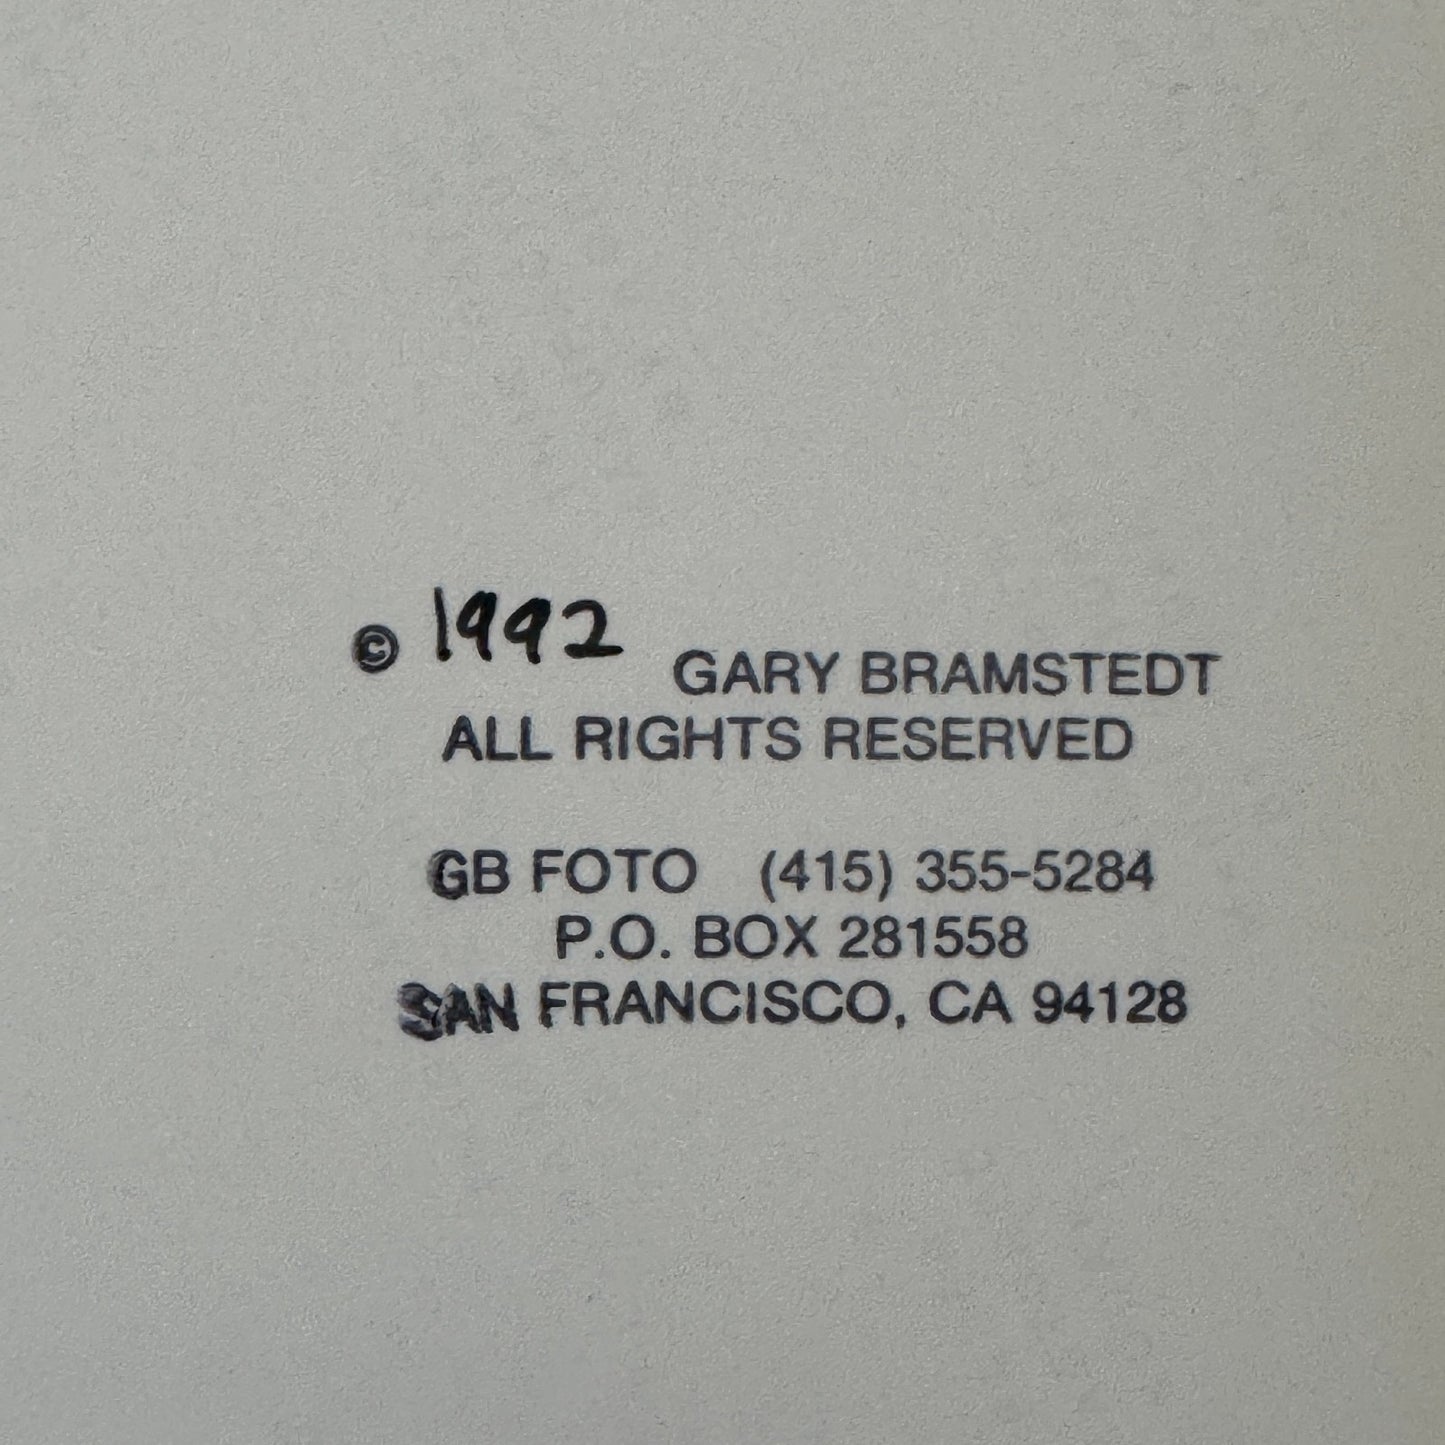 © 1992 GARY BRAMSTEDT
ALL RIGHTS RESERVED
GB FOTO (415) 355-5284
P.O. BOX 281558
SAN FRANCISCO, CA 94128